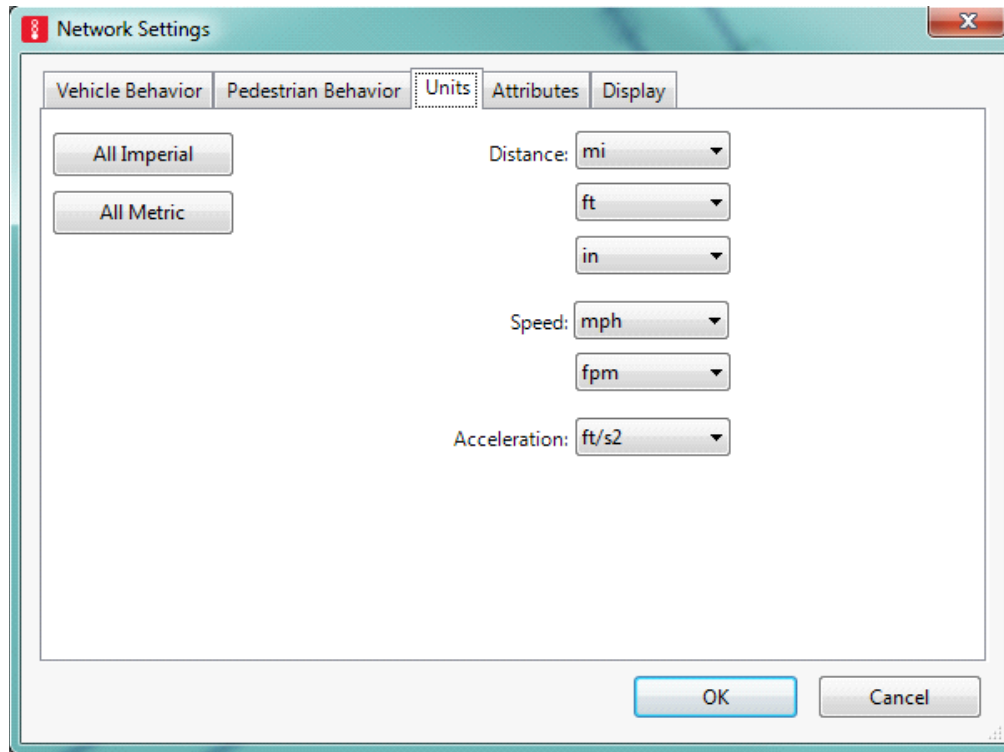 Network Settings
Vehicle Behavior Pedestrian Behavior Units Attributes Display
All Imperial
All Metric
Distance: mi
ft
in
Speed: mph
fpm
Acceleration: ft/s2
OK Cancel